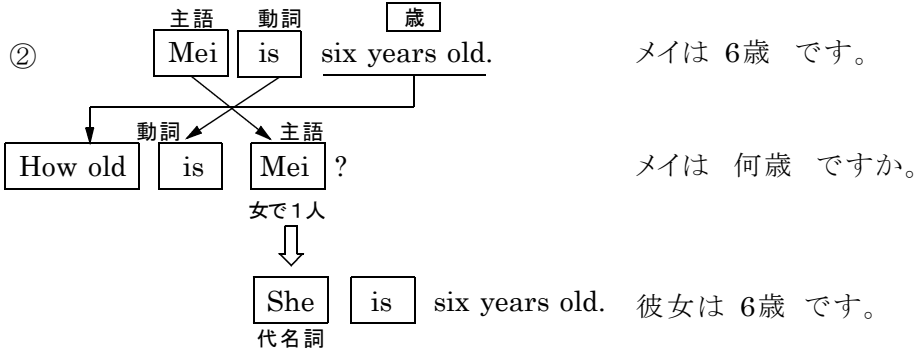 主語 動詞 歳
② Mei is six years old. メイは 6歳 です。
動詞 主語
How old is Mei ? メイは 何歳 ですか。
女で1人
She is six years old. 彼女は 6歳 です。
代名詞